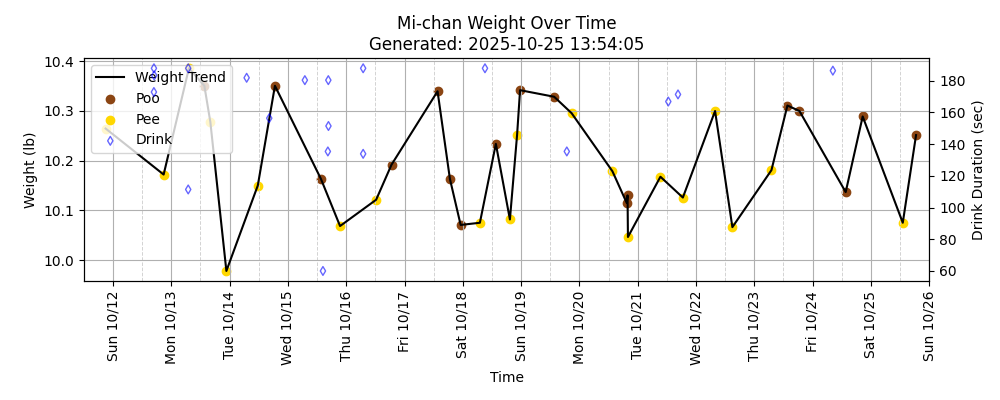 Mi-chan Weight Over Time
Generated: 2025-10-25 13:54:05
Weight (lb)
10.4
10.3
10.2
10.1
10.0
Weight Trend
Poo
Pee
Drink
180
160
140
120
100
80
60
Drink Duration (sec)
Sun 10/12
Mon 10/13
Tue 10/14
Wed 10/15
Thu 10/16
Fri 10/17
Sat 10/18
Sun 10/19
Mon 10/20
Tue 10/21
Wed 10/22
Thu 10/23
Fri 10/24
Sat 10/25
Sun 10/26
Time